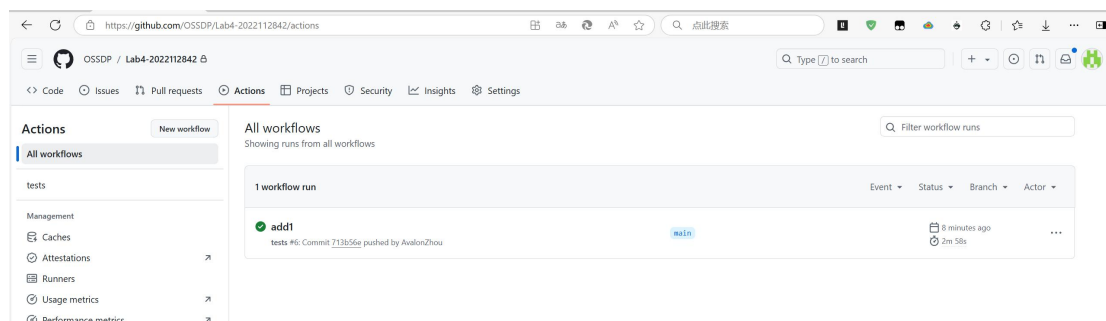 https://github.com/OSSDP/Lab4-2022112842/actions
点此搜索
OSSDP / Lab4-2022112842
Type / to search
Code Issues Pull requests Actions Projects Security Insights Settings
Actions
New workflow
All workflows
tests
Management
Caches
Attestations
Runners
Usage metrics
Performance metrics
All workflows
Showing runs from all workflows
Filter workflow runs
1 workflow run
Event Status Branch Actor
add1
main
8 minutes ago
tests #6: Commit 713b56e pushed by AvalonZhou
2m 58s